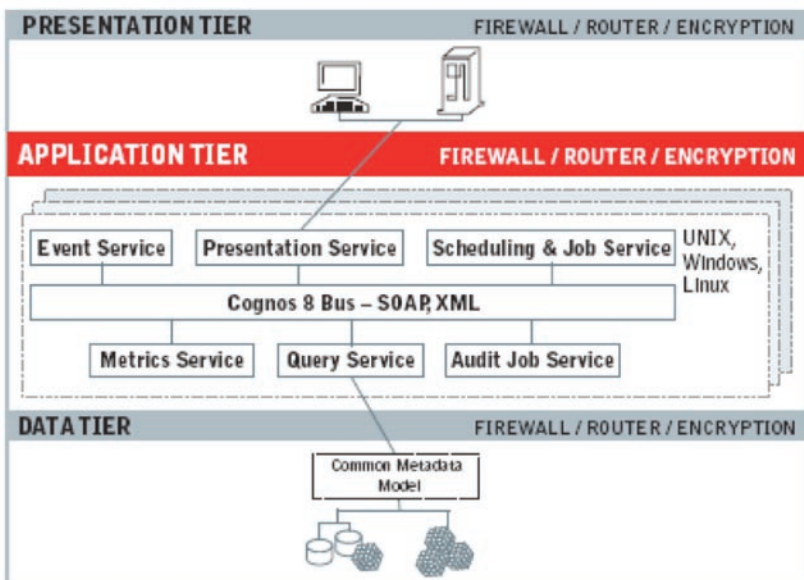 PRESENTATION TIER FIREWALL / ROUTER / ENCRYPTION
APPLICATION TIER FIREWALL / ROUTER / ENCRYPTION
Event Service Presentation Service Scheduling & Job Service
UNIX,
Windows,
Linux
Cognos 8 Bus – SOAP, XML
Metrics Service Query Service Audit Job Service
DATA TIER FIREWALL / ROUTER / ENCRYPTION
Common Metadata
Model